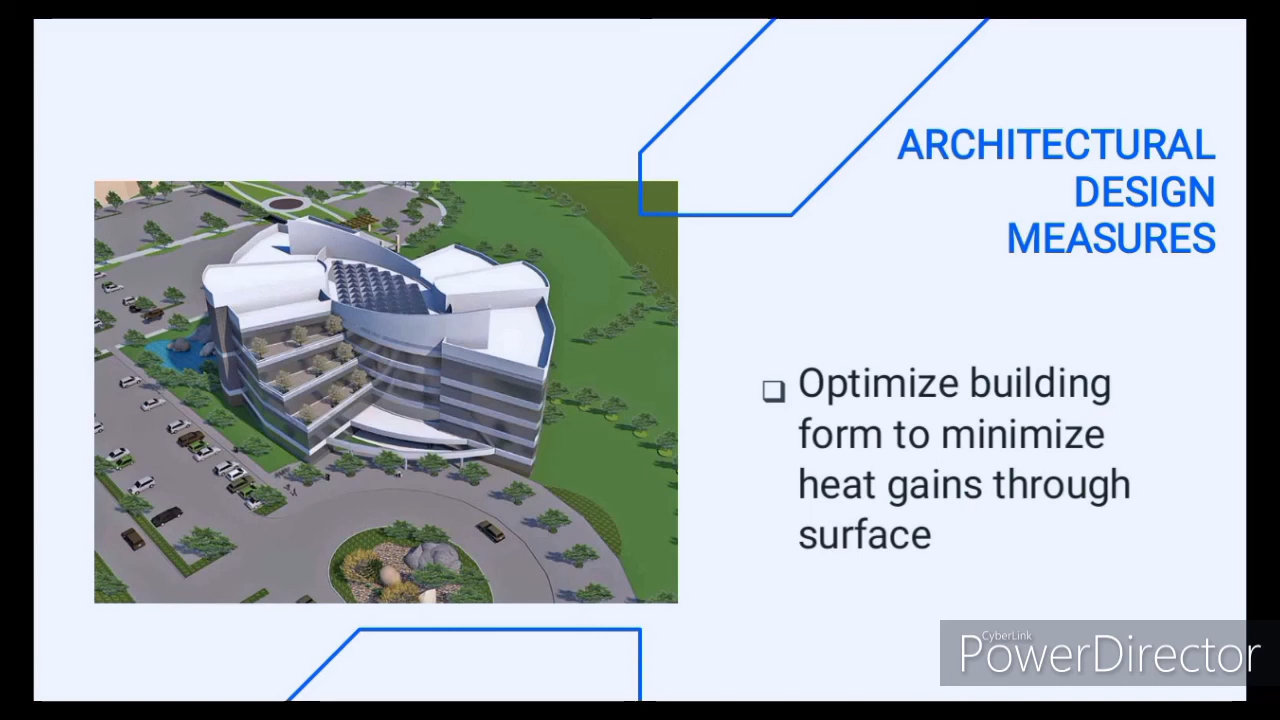 ARCHITECTURAL
DESIGN
MEASURES
❑ Optimize building
form to minimize
heat gains through
surface
CyberLink
PowerDirector